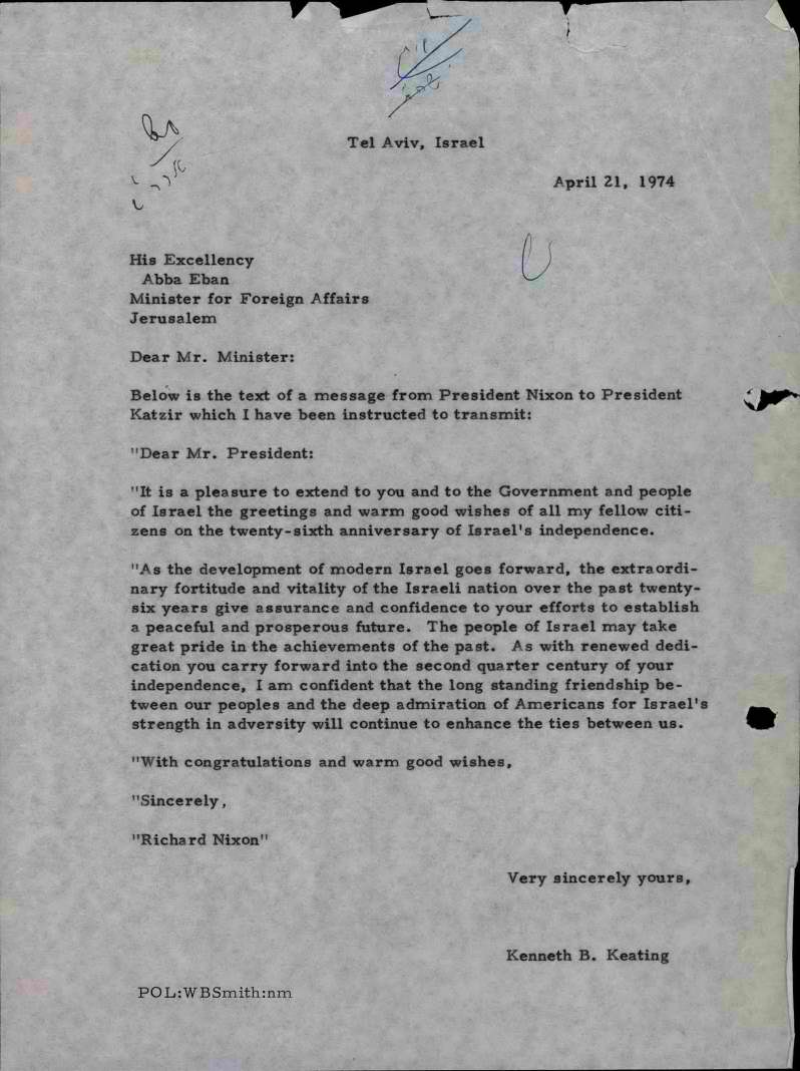 Tel Aviv, Israel
April 21, 1974
His Excellency
Abba Eban
Minister for Foreign Affairs
Jerusalem
Dear Mr. Minister:
Below is the text of a message from President Nixon to President
Katzir which I have been instructed to transmit:
"Dear Mr. President:
"It is a pleasure to extend to you and to the Government and people
of Israel the greetings and warm good wishes of all my fellow citi-
zens on the twenty-sixth anniversary of Israel's independence.
"As the development of modern Israel goes forward, the extraordi-
nary fortitude and vitality of the Israeli nation over the past twenty-
six years give assurance and confidence to your efforts to establish
a peaceful and prosperous future. The people of Israel may take
great pride in the achievements of the past. As with renewed dedi-
cation you carry forward into the second quarter century of your
independence, I am confident that the long standing friendship be-
tween our peoples and the deep admiration of Americans for Israel's
strength in adversity will continue to enhance the ties between us.
"With congratulations and warm good wishes,
"Sincerely,
"Richard Nixon"
Very sincerely yours,
Kenneth B. Keating
POL:WBSmith:nm